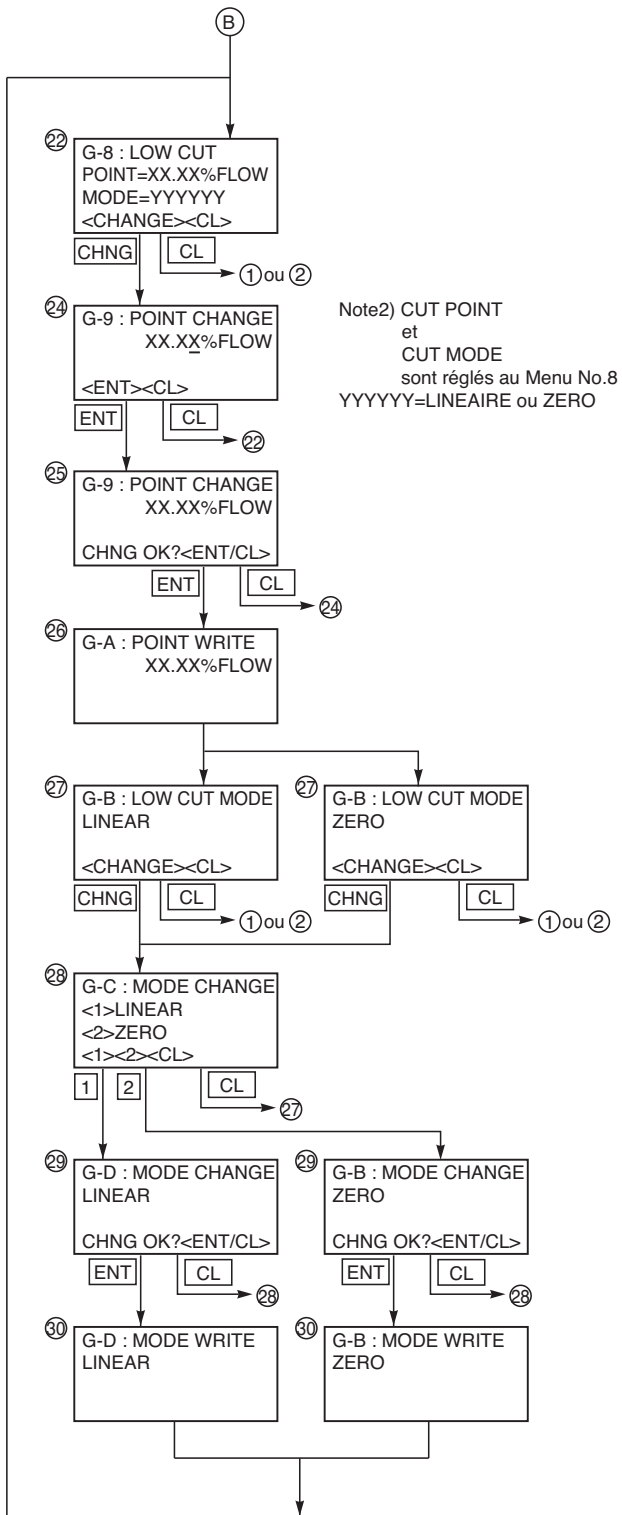 B
22
G-8 : LOW CUT
POINT=XX.XX%FLOW
MODE=YYYYYY
<CHANGE><CL>
CHNG CL
1 ou 2
Note2) CUT POINT
et
CUT MODE
sont réglés au Menu No.8
YYYYYY=LINEAIRE ou ZERO
24
G-9 : POINT CHANGE
XX.XX%FLOW
<ENT><CL>
ENT CL
22
25
G-9 : POINT CHANGE
XX.XX%FLOW
CHNG OK?<ENT/CL>
ENT CL
24
26
G-A : POINT WRITE
XX.XX%FLOW
27
G-B : LOW CUT MODE
LINEAR
<CHANGE><CL>
CHNG CL
1 ou 2
27
G-B : LOW CUT MODE
ZERO
<CHANGE><CL>
CHNG CL
1 ou 2
28
G-C : MODE CHANGE
<1>LINEAR
<2>ZERO
<1><2><CL>
1 2 CL
27
29
G-D : MODE CHANGE
LINEAR
CHNG OK?<ENT/CL>
ENT CL
28
29
G-B : MODE CHANGE
ZERO
CHNG OK?<ENT/CL>
ENT CL
28
30
G-D : MODE WRITE
LINEAR
30
G-B : MODE WRITE
ZERO